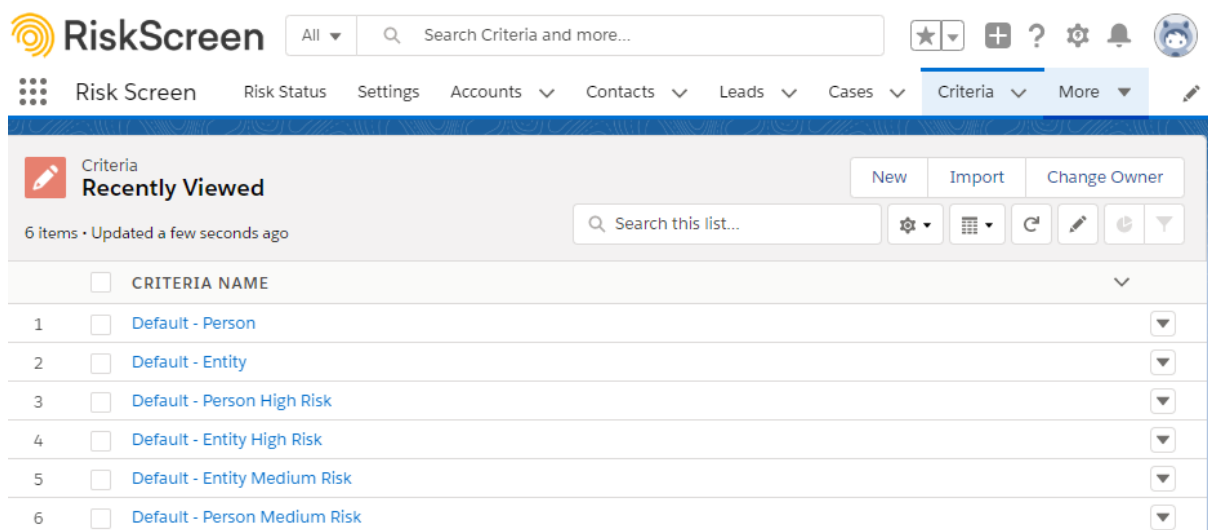 RiskScreen All Search Criteria and more...
Risk Screen Risk Status Settings Accounts Contacts Leads Cases Criteria More
Criteria
Recently Viewed
New Import Change Owner
6 items • Updated a few seconds ago
Search this list...
CRITERIA NAME
1 Default - Person
2 Default - Entity
3 Default - Person High Risk
4 Default - Entity High Risk
5 Default - Entity Medium Risk
6 Default - Person Medium Risk